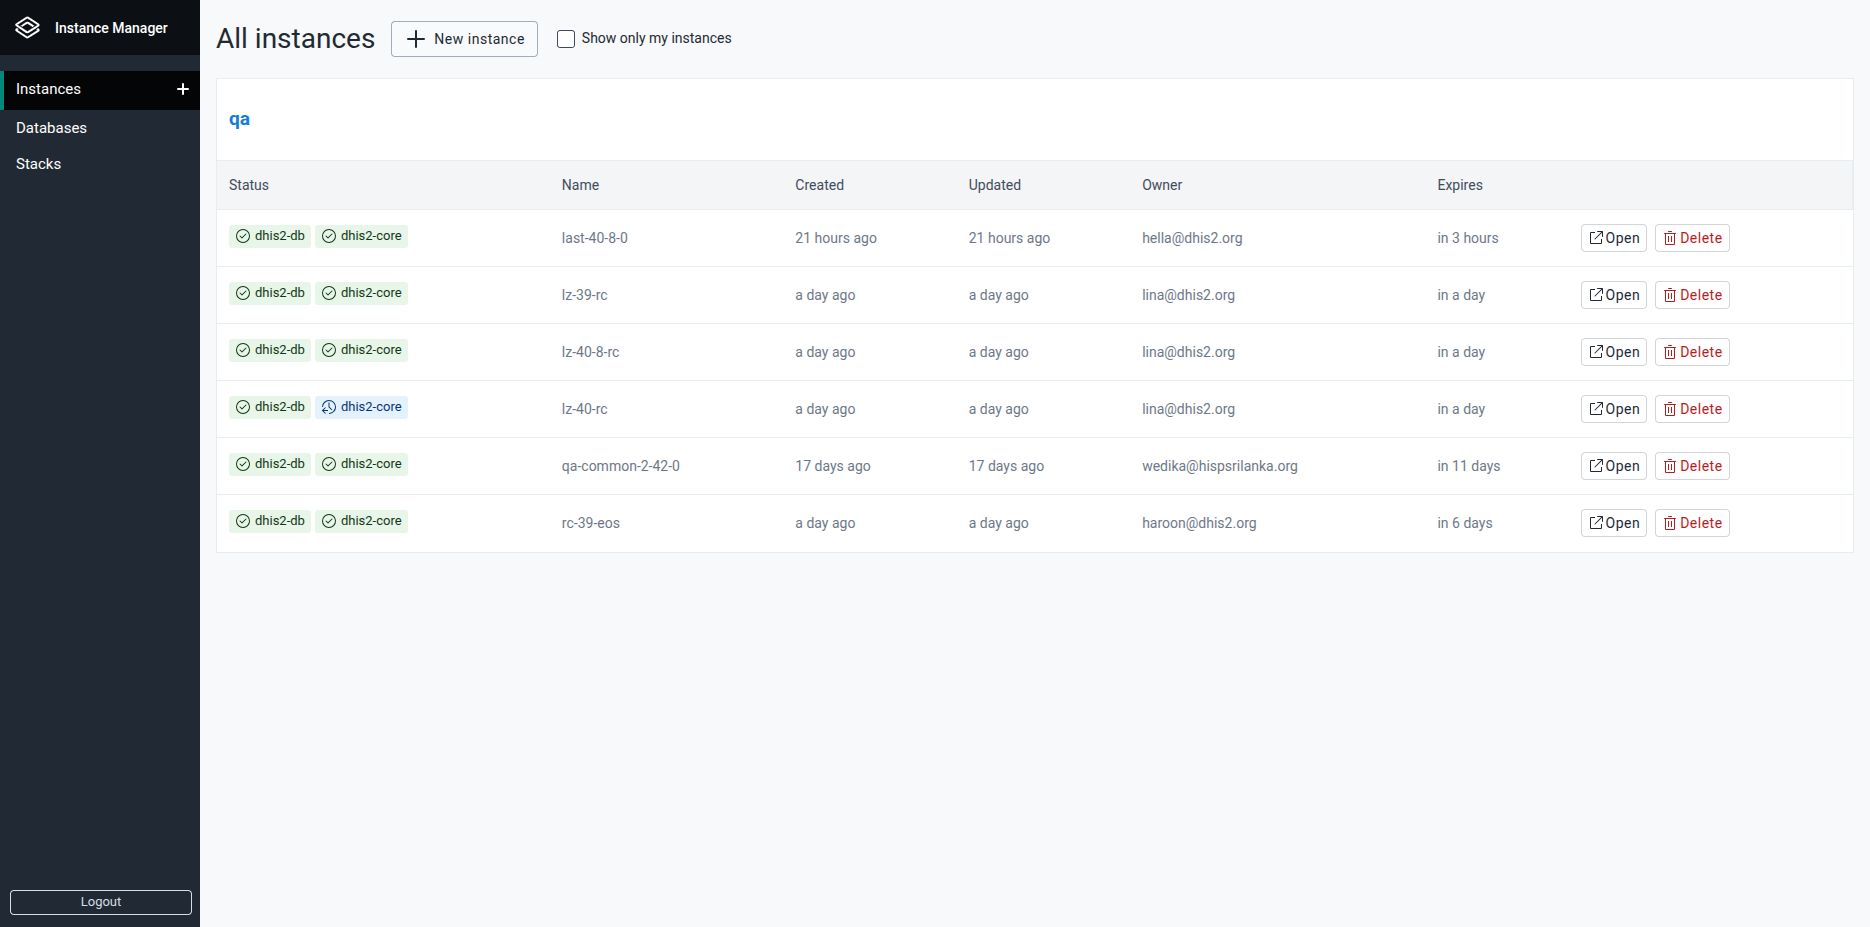 Instance Manager
Instances
Databases
Stacks
Logout
All instances New instance Show only my instances
qa
Status Name Created Updated Owner Expires
dhis2-db dhis2-core last-40-8-0 21 hours ago 21 hours ago hella@dhis2.org in 3 hours Open Delete
dhis2-db dhis2-core lz-39-rc a day ago a day ago lina@dhis2.org in a day Open Delete
dhis2-db dhis2-core lz-40-8-rc a day ago a day ago lina@dhis2.org in a day Open Delete
dhis2-db dhis2-core lz-40-rc a day ago a day ago lina@dhis2.org in a day Open Delete
dhis2-db dhis2-core qa-common-2-42-0 17 days ago 17 days ago wedika@hispsrilanka.org in 11 days Open Delete
dhis2-db dhis2-core rc-39-eos a day ago a day ago haroon@dhis2.org in 6 days Open Delete